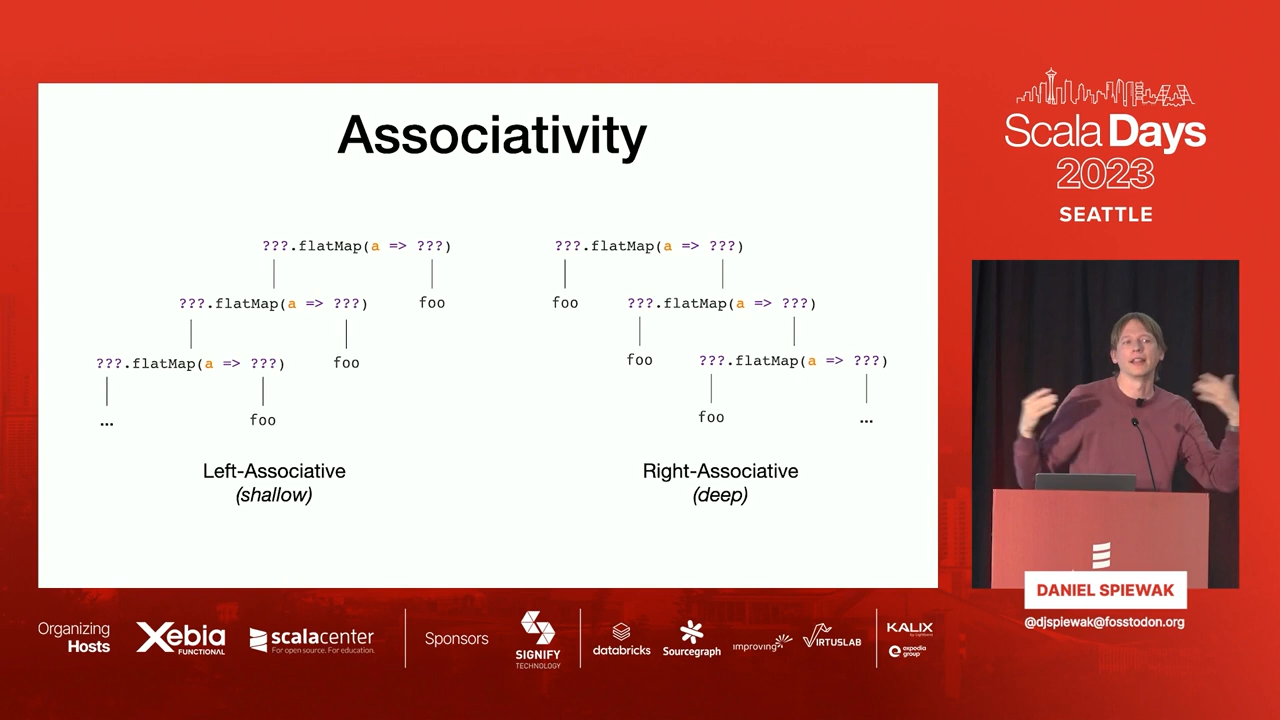 Associativity
???.flatMap(a => ???)
foo
???.flatMap(a => ???)
foo
???.flatMap(a => ???)
...
foo
Left-Associative
(shallow)
???.flatMap(a => ???)
foo
???.flatMap(a => ???)
foo
???.flatMap(a => ???)
foo
...
Right-Associative
(deep)
Scala Days
2023
SEATTLE
DANIEL SPIEWAK
@djspiewak@fosstodon.org
Organizing
Hosts
Xebia
FUNCTIONAL
scalacenter
For open source. For education.
Sponsors
SIGNIFY
TECHNOLOGY
databricks
Sourcegraph
improving
VIRTUSLAB
KALIX
expedia
group